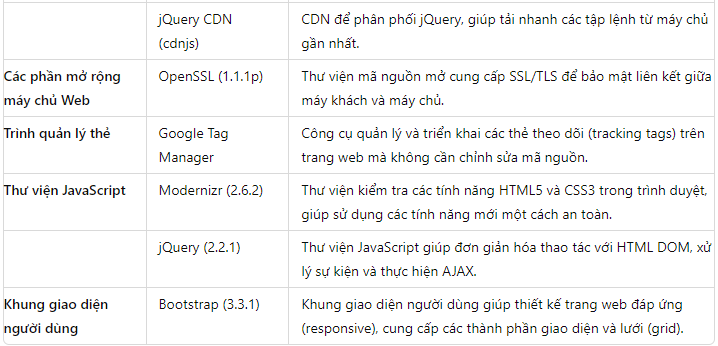 jQuery CDN
(cdnjs)
CDN để phân phối jQuery, giúp tải nhanh các tập lệnh từ máy chủ
gần nhất.
Các phần mở rộng
máy chủ Web
OpenSSL (1.1.1p)
Thư viện mã nguồn mở cung cấp SSL/TLS để bảo mật liên kết giữa
máy khách và máy chủ.
Trình quản lý thẻ
Google Tag
Manager
Công cụ quản lý và triển khai các thẻ theo dõi (tracking tags) trên
trang web mà không cần chỉnh sửa mã nguồn.
Thư viện JavaScript
Modernizr (2.6.2)
Thư viện kiểm tra các tính năng HTML5 và CSS3 trong trình duyệt,
giúp sử dụng các tính năng mới một cách an toàn.
jQuery (2.2.1)
Thư viện JavaScript giúp đơn giản hóa thao tác với HTML DOM, xử
lý sự kiện và thực hiện AJAX.
Khung giao diện
người dùng
Bootstrap (3.3.1)
Khung giao diện người dùng giúp thiết kế trang web đáp ứng
(responsive), cung cấp các thành phần giao diện và lưới (grid).